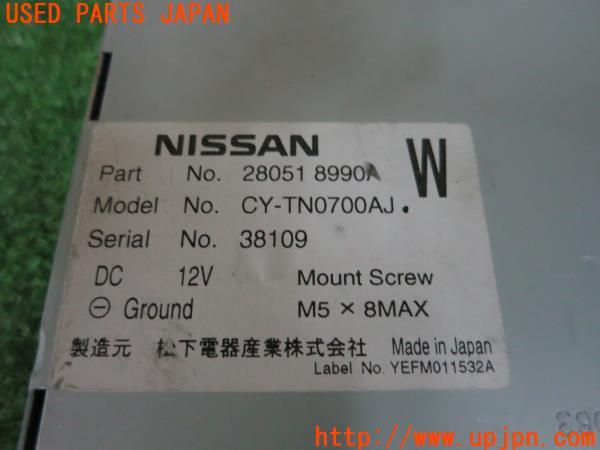 USED PARTS JAPAN
NISSAN W
Part No. 28051 8990A
Model No. CY-TN0700AJ.
Serial No. 38109
DC 12V Mount Screw
⊖ Ground M5 × 8MAX
製造元 松下電器産業株式会社 Made in Japan
Label No. YEFM011532A
http://www.upjpn.com/